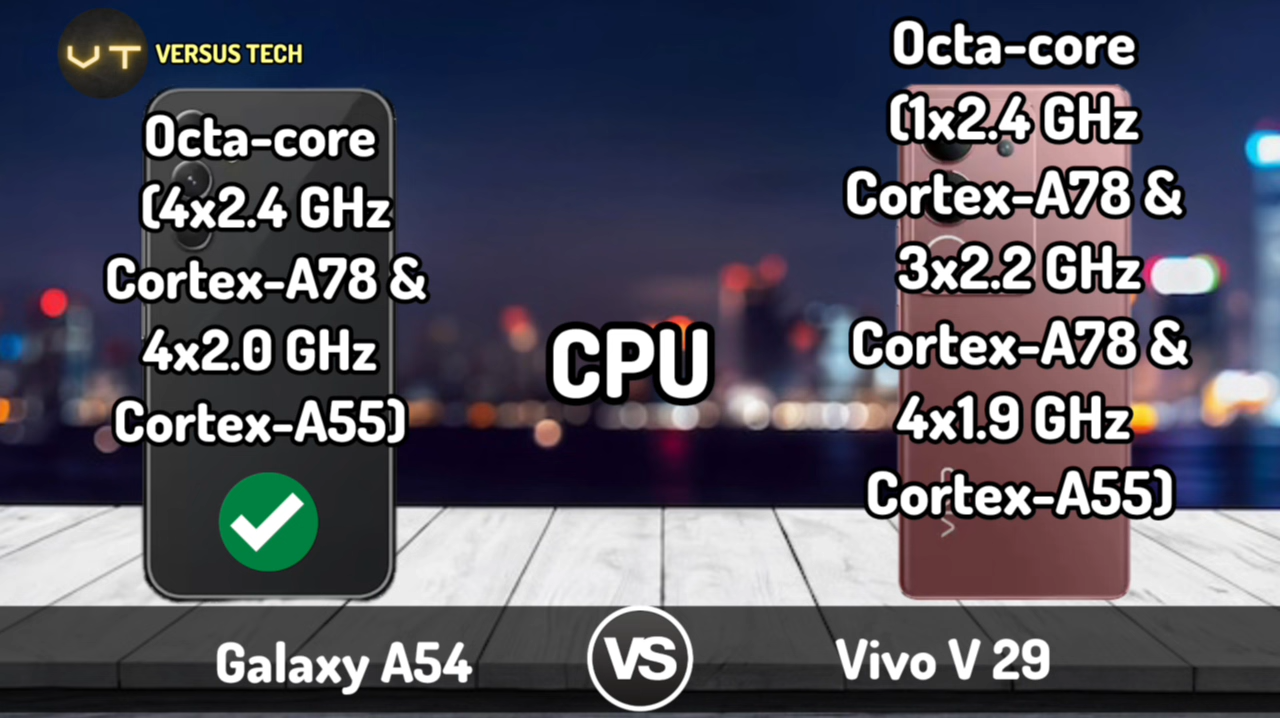 VT VERSUS TECH
Octa-core
(4x2.4 GHz
Cortex-A78 &
4x2.0 GHz
Cortex-A55)
CPU
Octa-core
(1x2.4 GHz
Cortex-A78 &
3x2.2 GHz
Cortex-A78 &
4x1.9 GHz
Cortex-A55)
Galaxy A54
VS
Vivo V 29